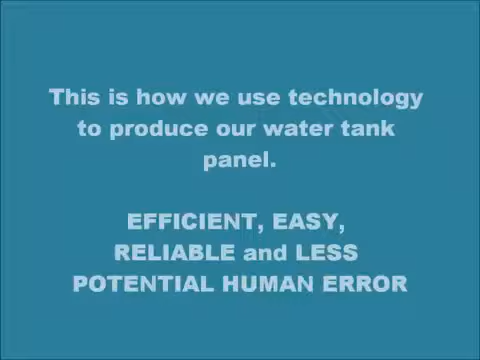 This is how we use technology
to produce our water tank
panel.
EFFICIENT, EASY,
RELIABLE and LESS
POTENTIAL HUMAN ERROR